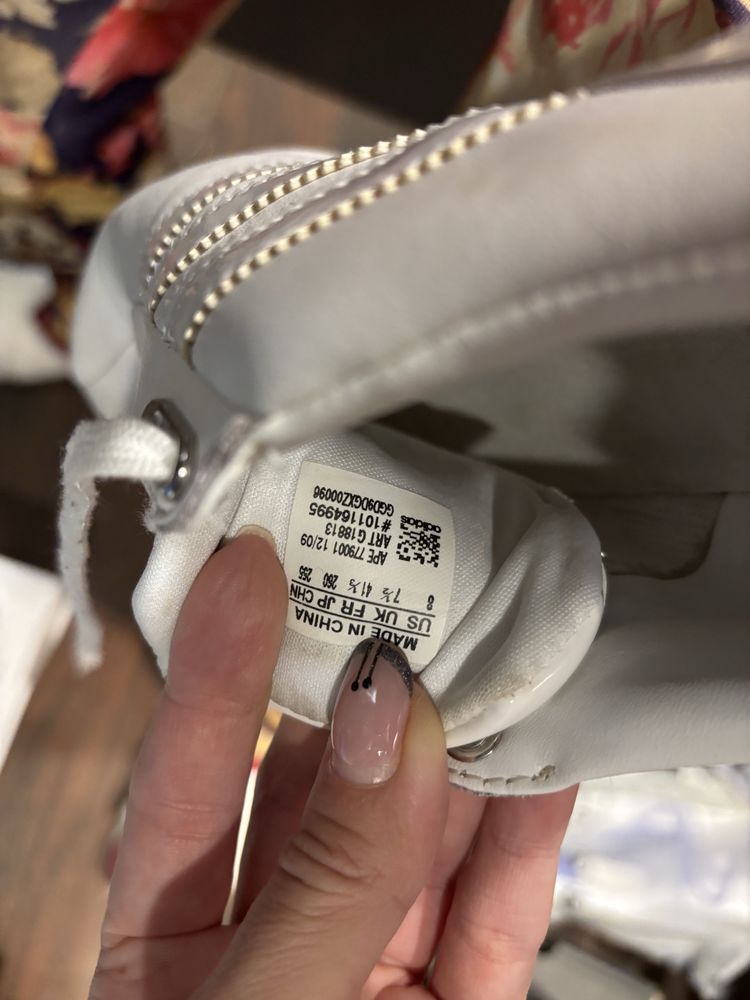 MADE IN CHINA
US UK FR JP CHN
8 7½ 41⅓ 260 255
APE 779001 12/09
ART G18813
#101164995
GGD9DGXZ00096
adidas